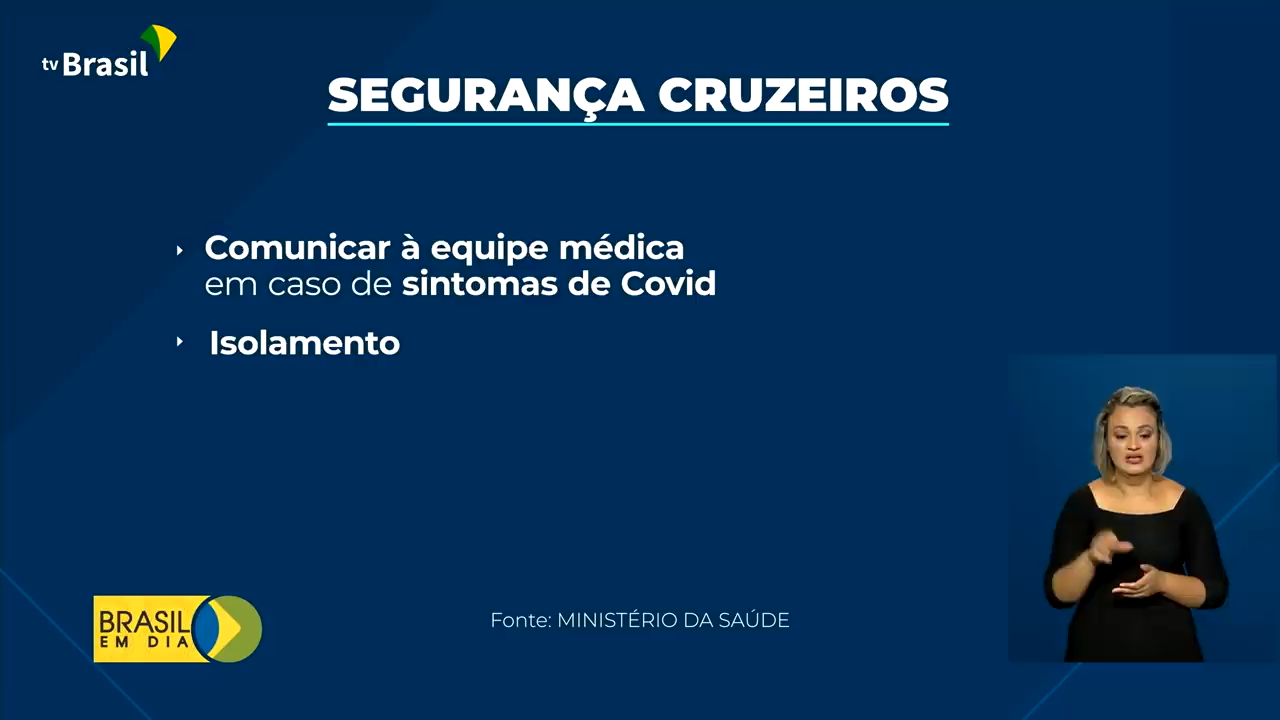 tv Brasil
SEGURANÇA CRUZEIROS
Comunicar à equipe médica
em caso de sintomas de Covid
Isolamento
BRASIL
EM DIA
Fonte: MINISTÉRIO DA SAÚDE